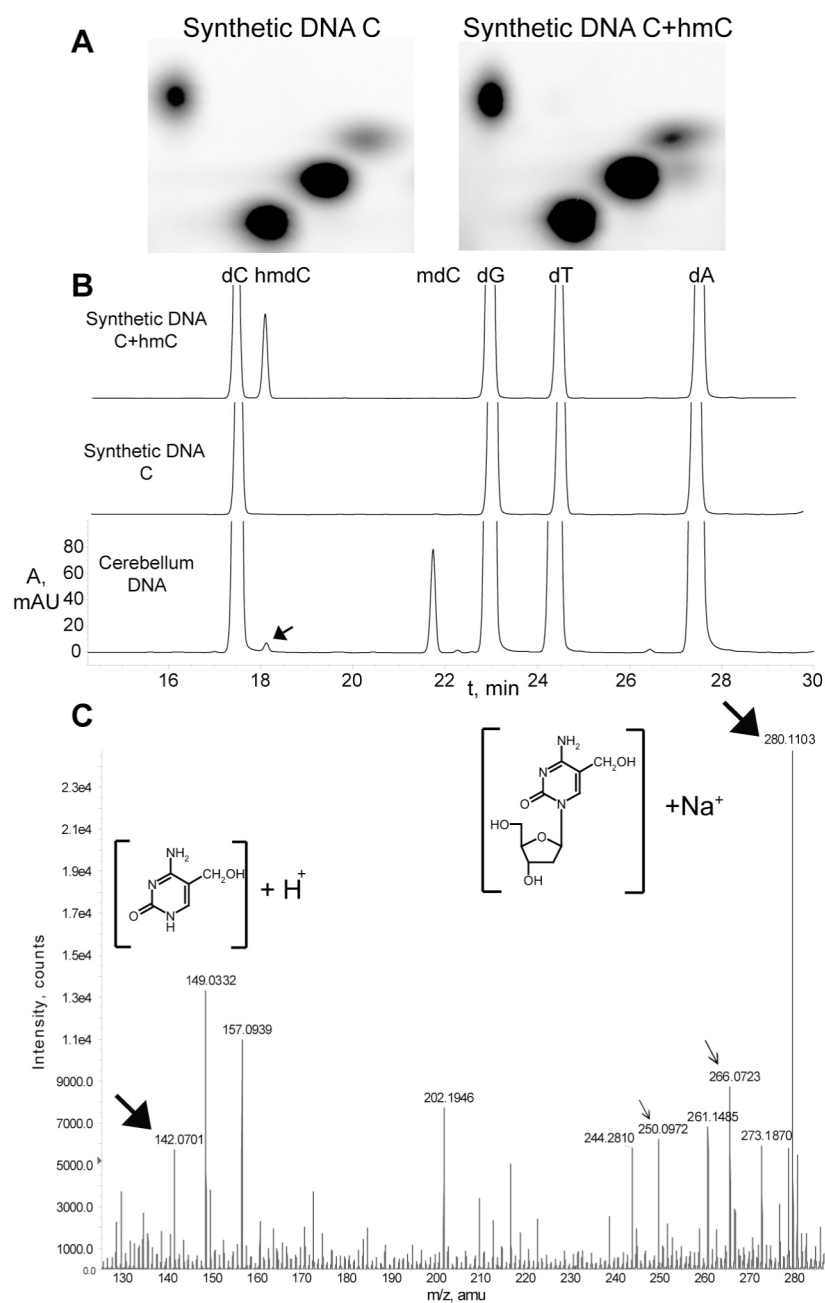 A
Synthetic DNA C
Synthetic DNA C+hmC
B
dC hmdC mdC dG dT dA
Synthetic DNA
C+hmC
Synthetic DNA
C
Cerebellum
DNA
A,
mAU
80
60
40
20
0
16 18 20 22 24 26 28 30
t, min
C
280.1103
NH2
N
CH2OH
O
N
HO
O
OH
+Na+
NH2
N
CH2OH
O
N
H
+ H+
Intensity, counts
2.3e4
2.1e4
1.9e4
1.7e4
1.5e4
1.3e4
1.1e4
9000.0
7000.0
5000.0
3000.0
1000.0
0.0
149.0332
157.0939
142.0701
202.1946
244.2810
250.0972
261.1485
266.0723
273.1870
130 140 150 160 170 180 190 200 210 220 230 240 250 260 270 280
m/z, amu